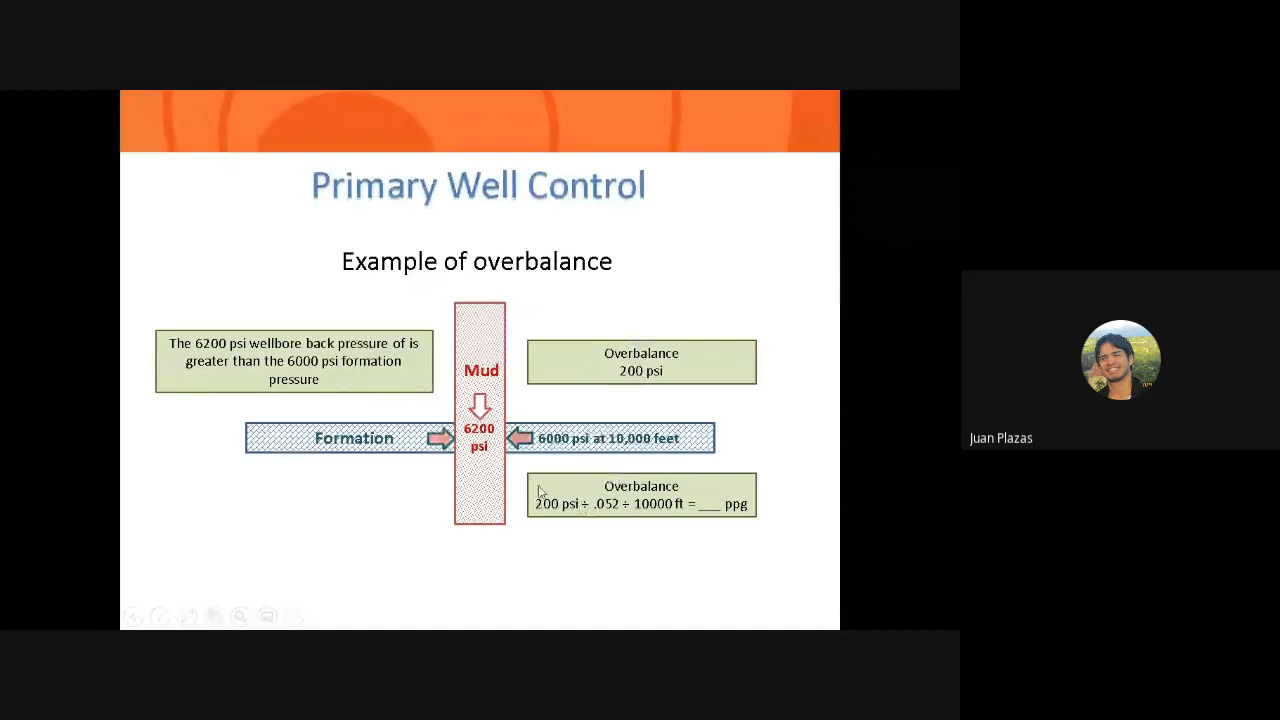 Primary Well Control
Example of overbalance
The 6200 psi wellbore back pressure of is
greater than the 6000 psi formation
pressure
Mud
6200
psi
Overbalance
200 psi
Formation
6000 psi at 10,000 feet
Overbalance
200 psi ÷ .052 ÷ 10000 ft = ___ ppg
Juan Plazas